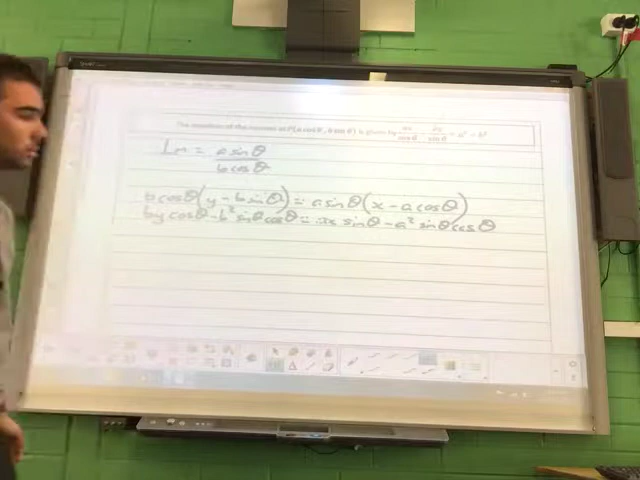 The equation of the normal at P(a cos θ, b sin θ) is given by ax/cos θ - by/sin θ = a² - b²
Ln = a sin θ / b cos θ
b cos θ (y - b sin θ) = a sin θ (x - a cos θ)
by cos θ - b² sin θ cos θ = ax sin θ - a² sin θ cos θ